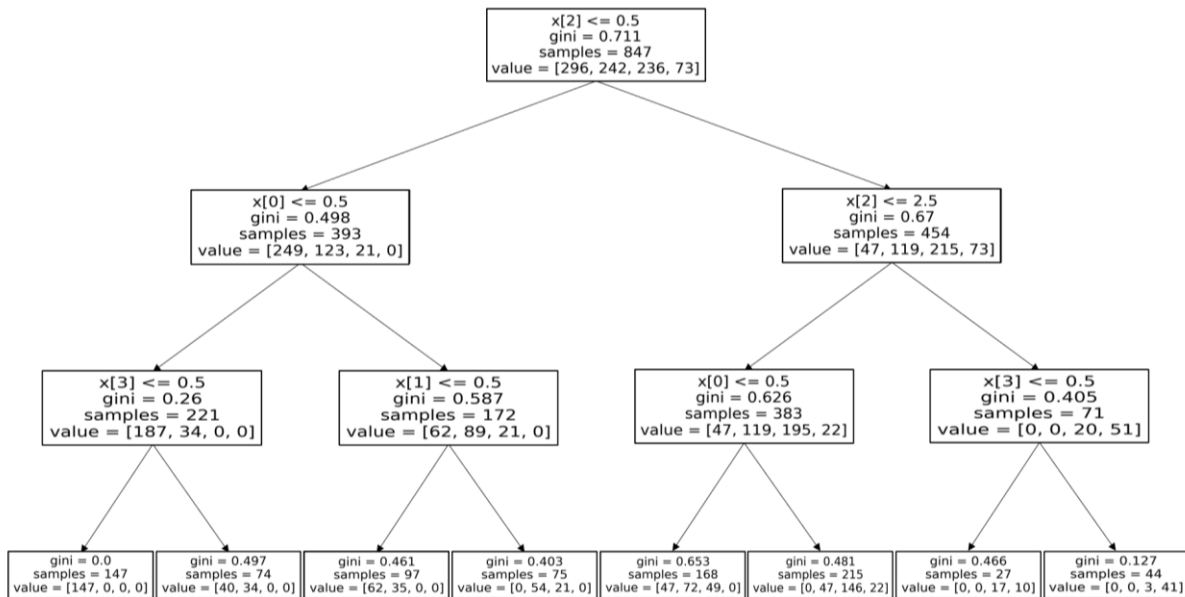 x[2] <= 0.5
gini = 0.711
samples = 847
value = [296, 242, 236, 73]
x[0] <= 0.5
gini = 0.498
samples = 393
value = [249, 123, 21, 0]
x[2] <= 2.5
gini = 0.67
samples = 454
value = [47, 119, 215, 73]
x[3] <= 0.5
gini = 0.26
samples = 221
value = [187, 34, 0, 0]
x[1] <= 0.5
gini = 0.587
samples = 172
value = [62, 89, 21, 0]
x[0] <= 0.5
gini = 0.626
samples = 383
value = [47, 119, 195, 22]
x[3] <= 0.5
gini = 0.405
samples = 71
value = [0, 0, 20, 51]
gini = 0.0
samples = 147
value = [147, 0, 0, 0]
gini = 0.497
samples = 74
value = [40, 34, 0, 0]
gini = 0.461
samples = 97
value = [62, 35, 0, 0]
gini = 0.403
samples = 75
value = [0, 54, 21, 0]
gini = 0.653
samples = 168
value = [47, 72, 49, 0]
gini = 0.481
samples = 215
value = [0, 47, 146, 22]
gini = 0.466
samples = 27
value = [0, 0, 17, 10]
gini = 0.127
samples = 44
value = [0, 0, 3, 41]